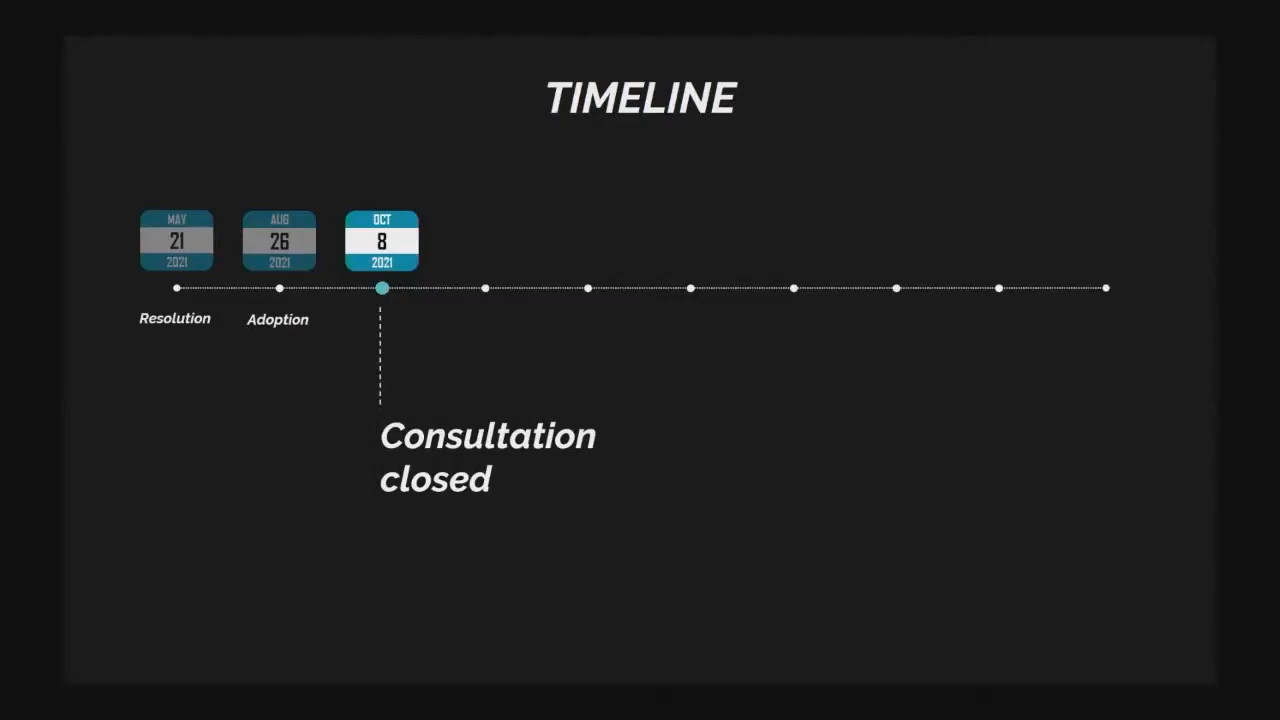 TIMELINE
MAY
21
2021
AUG
26
2021
OCT
8
2021
Resolution
Adoption
Consultation
closed